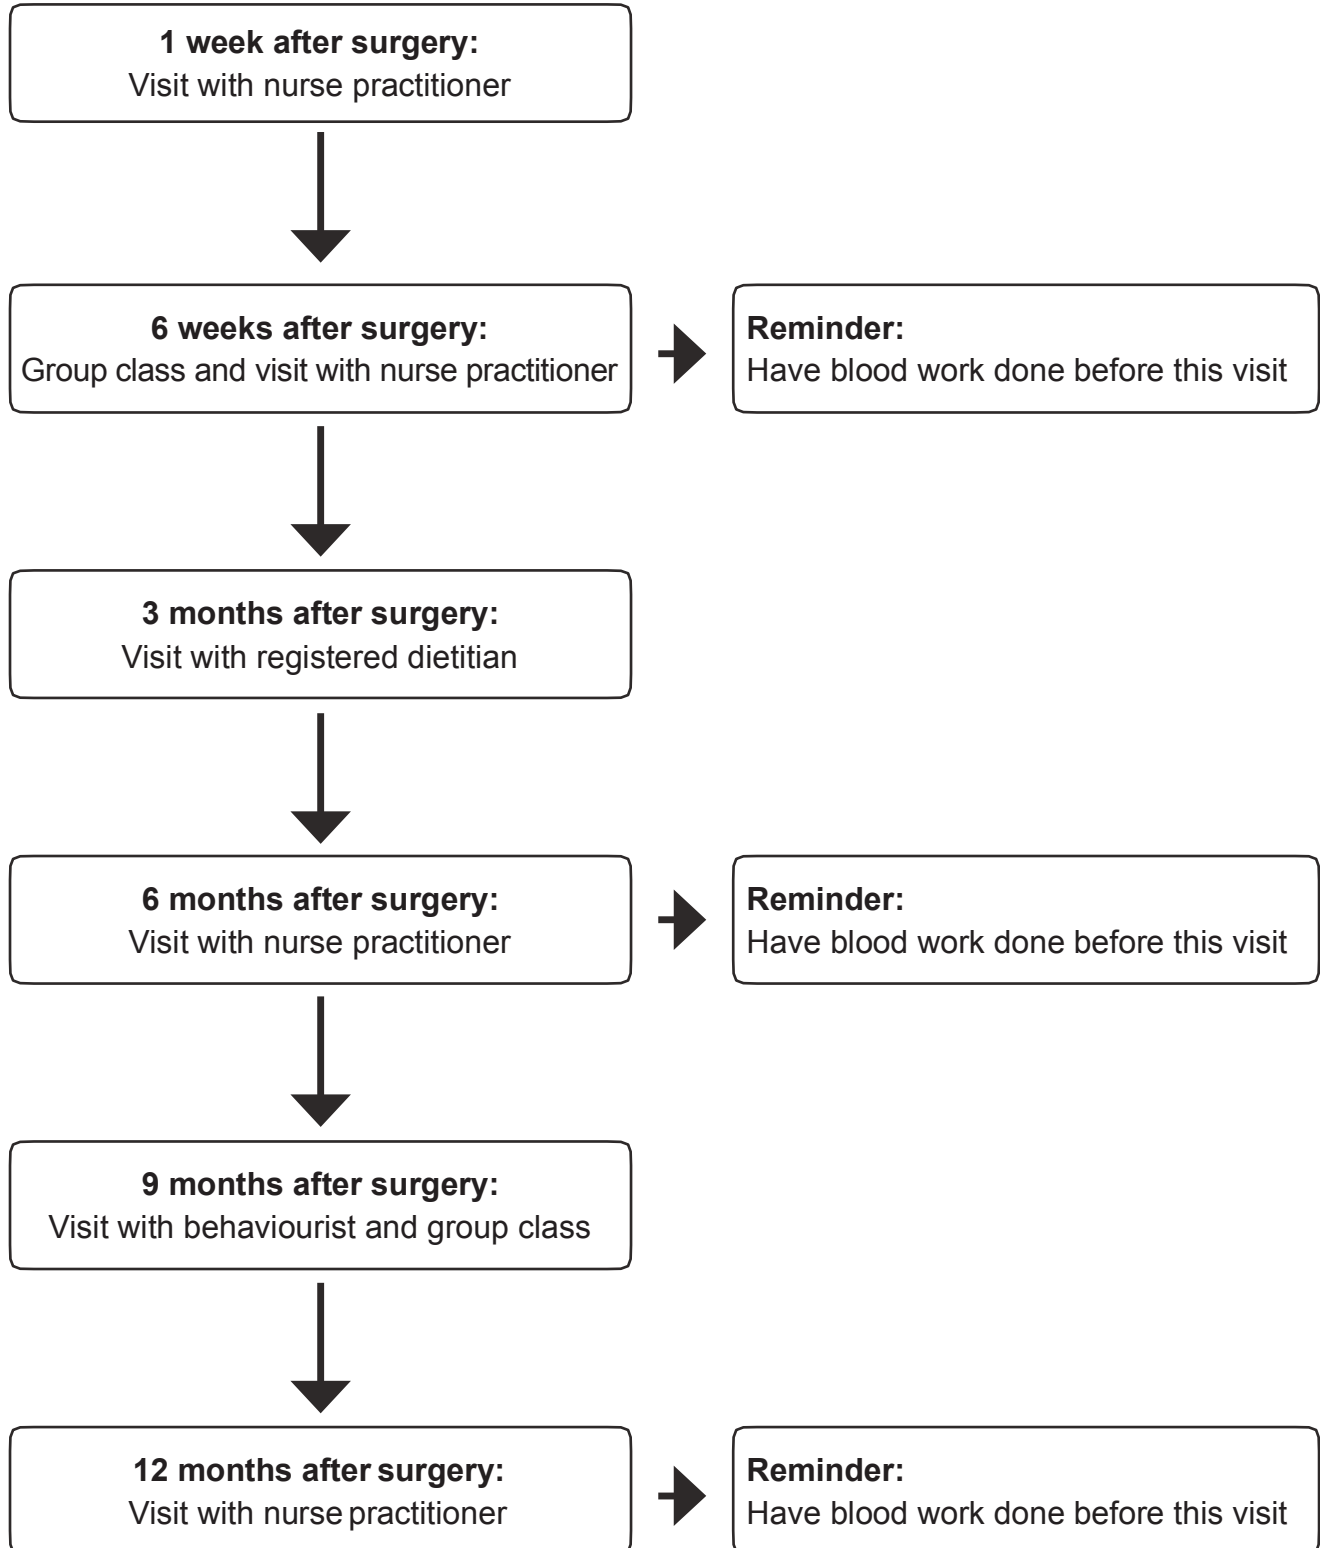 1 week after surgery:
Visit with nurse practitioner
6 weeks after surgery:
Group class and visit with nurse practitioner
Reminder:
Have blood work done before this visit
3 months after surgery:
Visit with registered dietitian
6 months after surgery:
Visit with nurse practitioner
Reminder:
Have blood work done before this visit
9 months after surgery:
Visit with behaviourist and group class
12 months after surgery:
Visit with nurse practitioner
Reminder:
Have blood work done before this visit